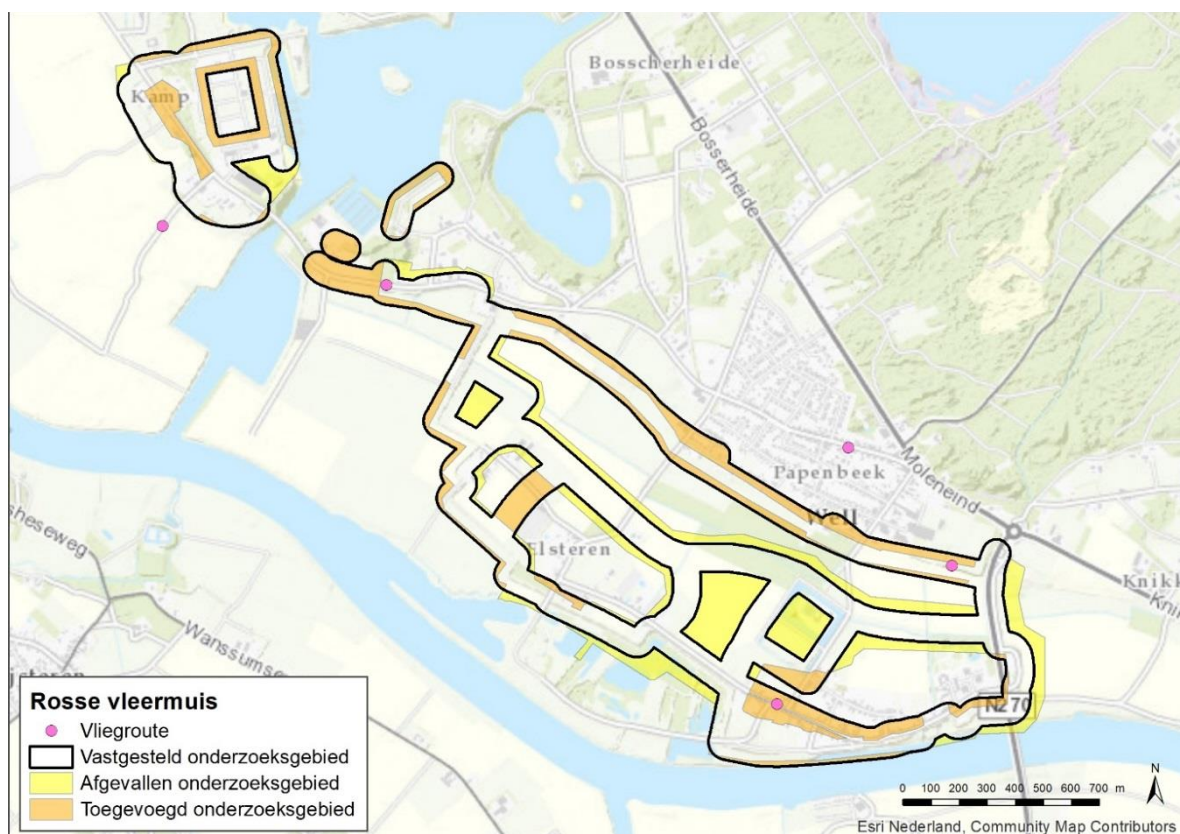 Kamp
Bosscherheide
Bosserheide
Papenbeek
Well
Moleneind
Elsteren
Knikk
Wanssumse
N270
Rosse vleermuis
Vliegroute
Vastgesteld onderzoeksgebied
Afgevallen onderzoeksgebied
Toegevoegd onderzoeksgebied
0 100 200 300 400 500 600 700 m
N
Esri Nederland, Community Map Contributors